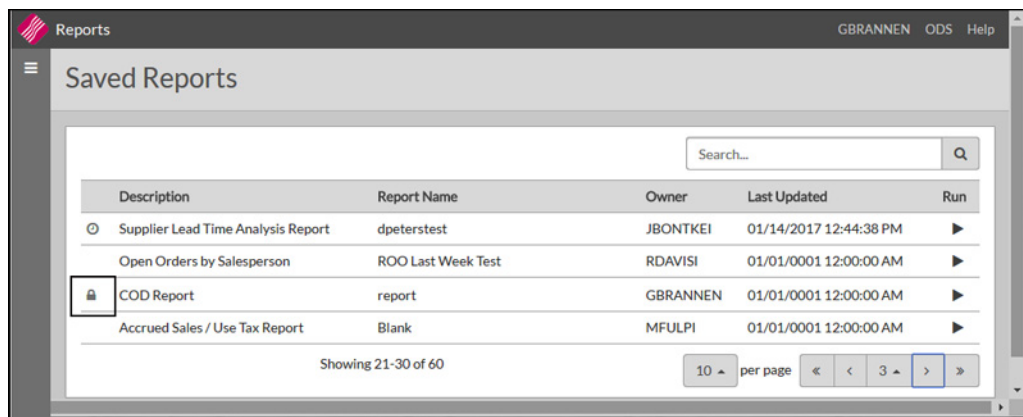 Reports GBRANNEN ODS Help
Saved Reports
Search...
Description Report Name Owner Last Updated Run
Supplier Lead Time Analysis Report dpeterstest JBONTKEI 01/14/2017 12:44:38 PM
Open Orders by Salesperson ROO Last Week Test RDAVISI 01/01/0001 12:00:00 AM
COD Report report GBRANNEN 01/01/0001 12:00:00 AM
Accrued Sales / Use Tax Report Blank MFULPI 01/01/0001 12:00:00 AM
Showing 21-30 of 60 10 per page « < 3 > »